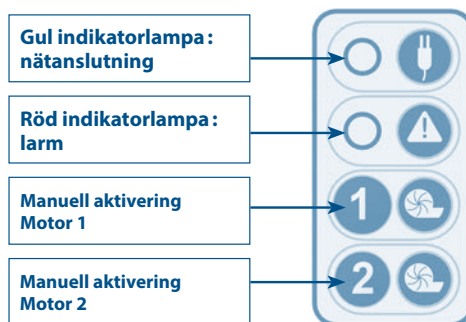 Gul indikatorlampa:
nätanslutning
Röd indikatorlampa:
larm
Manuell aktivering
Motor 1
1
Manuell aktivering
Motor 2
2